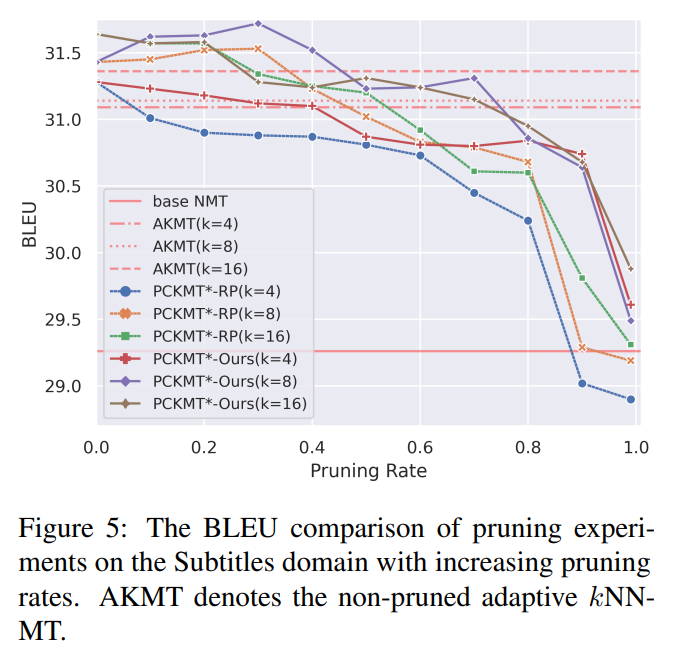 31.5
31.0
30.5
30.0
29.5
29.0
BLEU
base NMT
AKMT(k=4)
AKMT(k=8)
AKMT(k=16)
PCKMT*-RP(k=4)
PCKMT*-RP(k=8)
PCKMT*-RP(k=16)
PCKMT*-Ours(k=4)
PCKMT*-Ours(k=8)
PCKMT*-Ours(k=16)
0.0 0.2 0.4 0.6 0.8 1.0
Pruning Rate
Figure 5: The BLEU comparison of pruning experi-
ments on the Subtitles domain with increasing pruning
rates. AKMT denotes the non-pruned adaptive kNN-
MT.